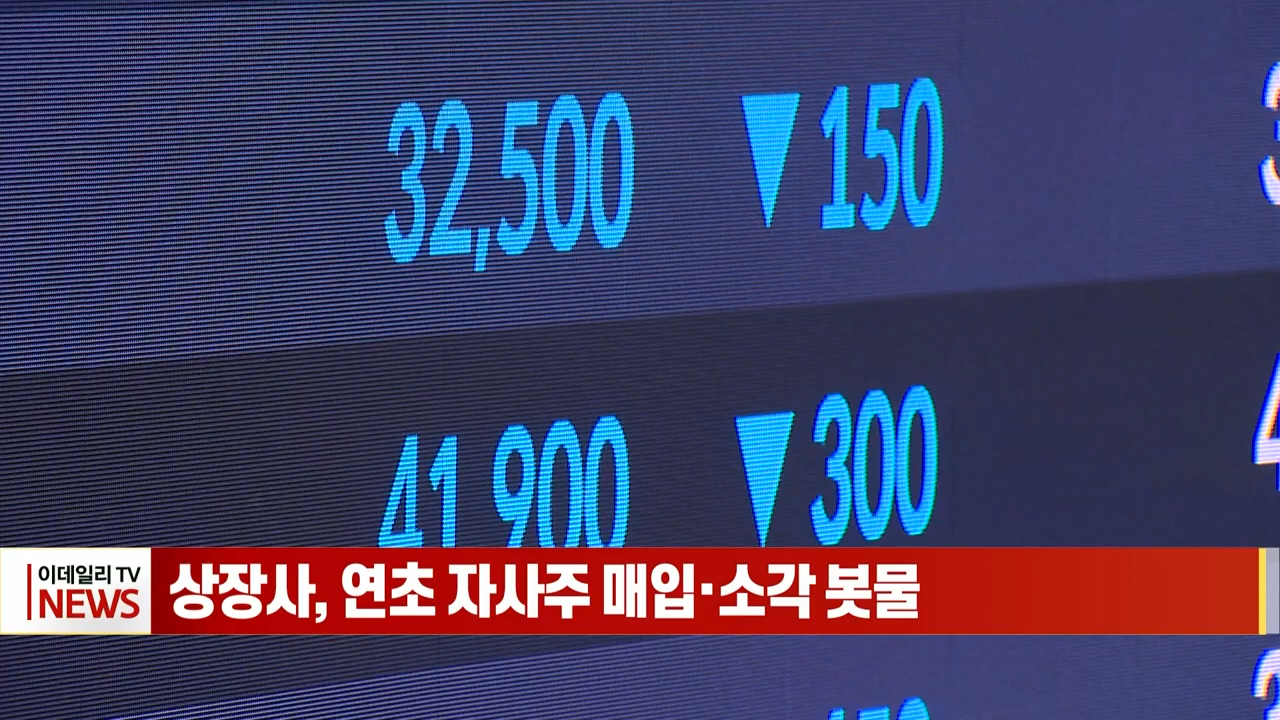 32,500 ▼150
41,900 ▼300
이데일리 TV
NEWS
상장사, 연초 자사주 매입·소각 봇물